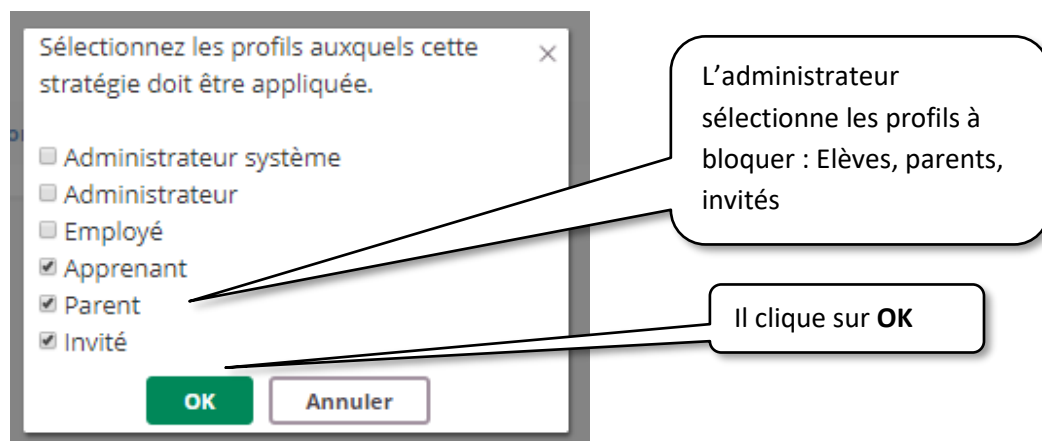 Sélectionnez les profils auxquels cette
stratégie doit être appliquée.
Administrateur système
Administrateur
Employé
Apprenant
Parent
Invité
OK
Annuler
L’administrateur
sélectionne les profils à
bloquer : Elèves, parents,
invités
Il clique sur OK